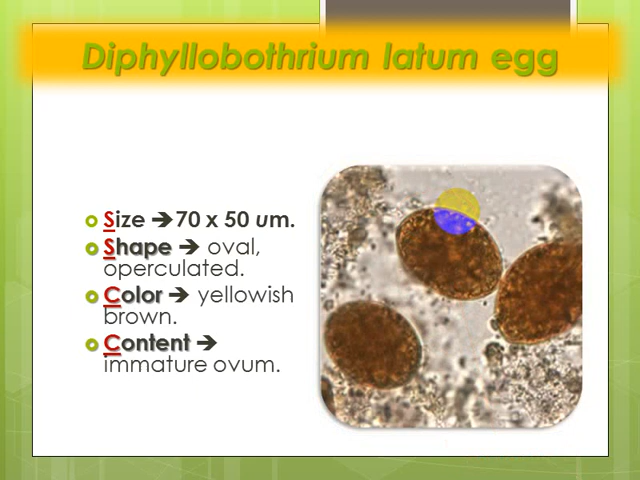 Diphyllobothrium latum egg
Size ➔70 x 50 um.
Shape ➔ oval,
operculated.
Color ➔ yellowish
brown.
Content ➔
immature ovum.